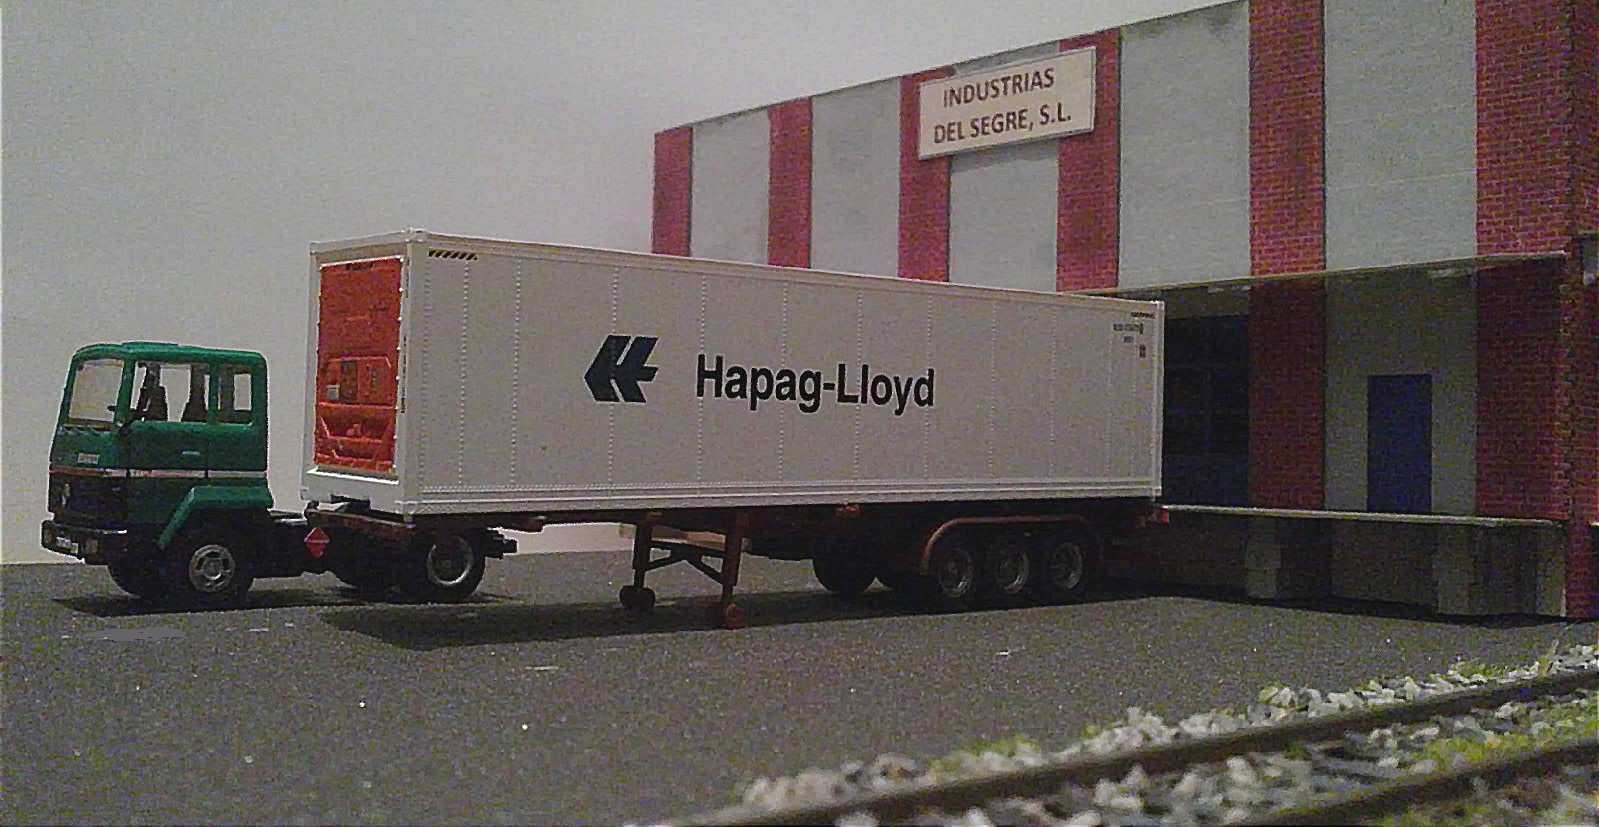 INDUSTRIAS
DEL SEGRE, S.L.
Hapag-Lloyd